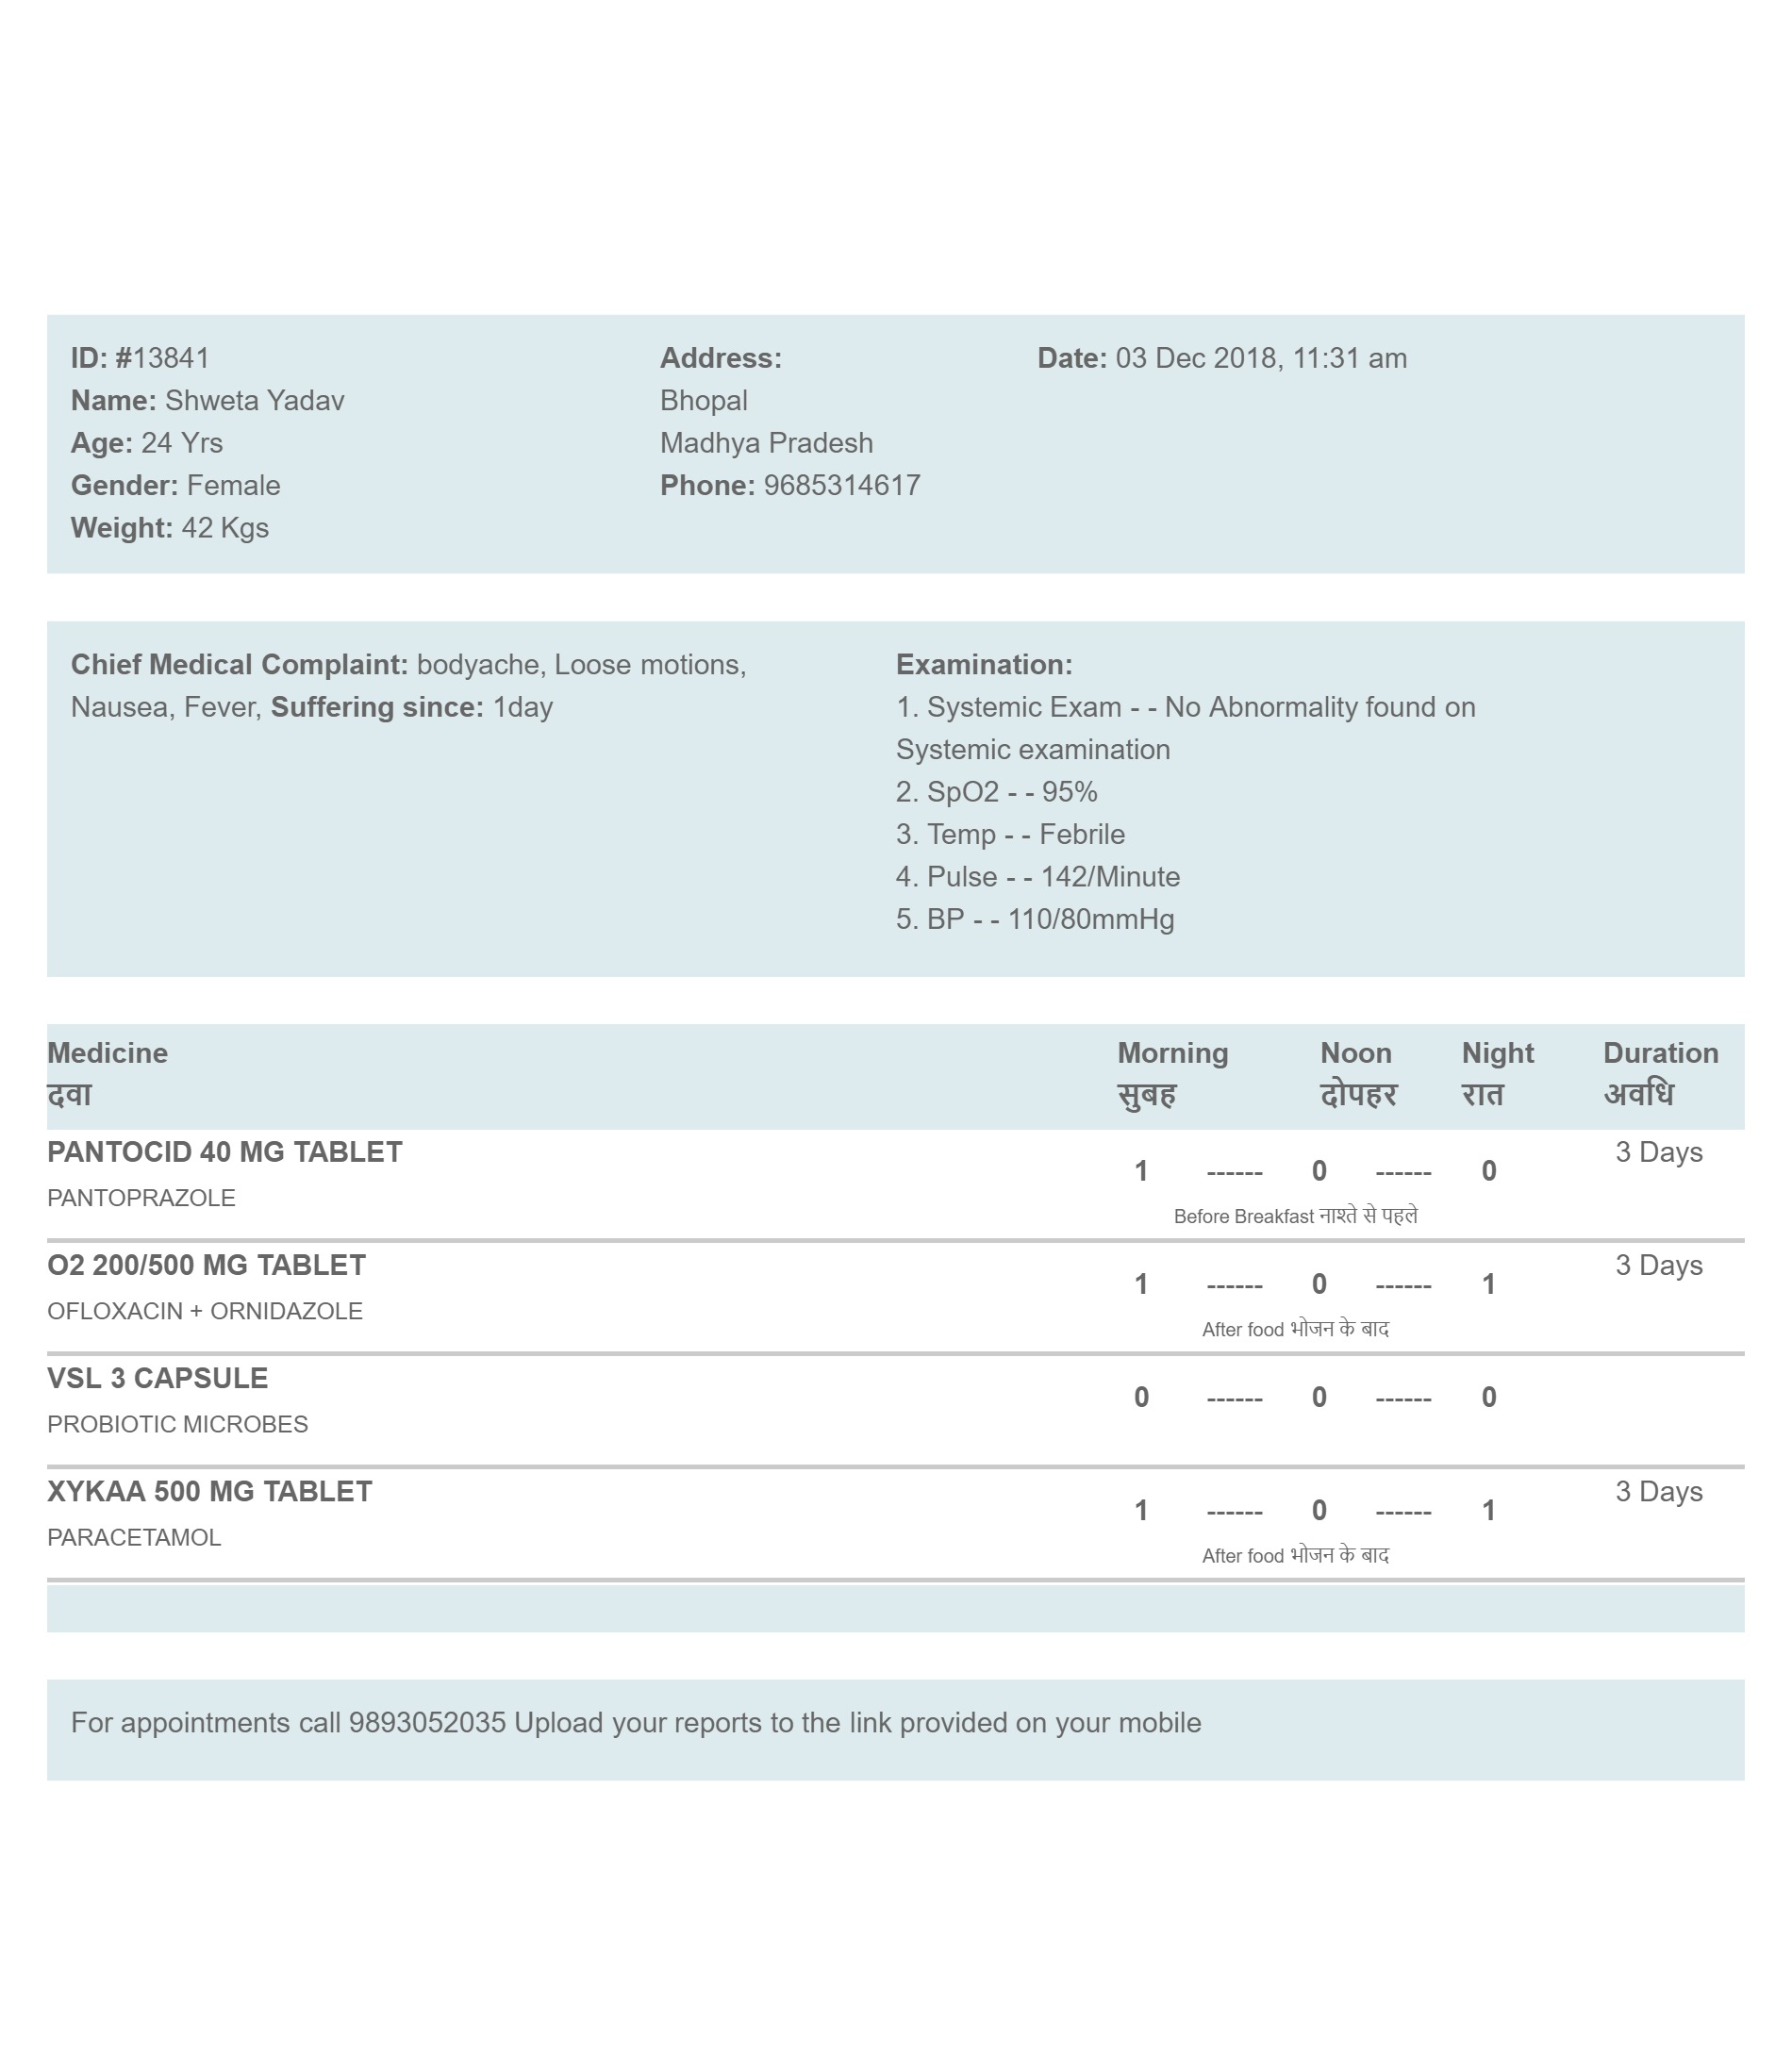 ID: #13841
Name: Shweta Yadav
Age: 24 Yrs
Gender: Female
Weight: 42 Kgs
Address:
Bhopal
Madhya Pradesh
Phone: 9685314617
Date: 03 Dec 2018, 11:31 am
Chief Medical Complaint: bodyache, Loose motions,
Nausea, Fever, Suffering since: 1day
Examination:
1. Systemic Exam - - No Abnormality found on
Systemic examination
2. SpO2 - - 95%
3. Temp - - Febrile
4. Pulse - - 142/Minute
5. BP - - 110/80mmHg
Medicine Morning Noon Night Duration
दवा सुबह दोपहर रात अवधि
PANTOCID 40 MG TABLET 1 ------ 0 ------ 0 3 Days
PANTOPRAZOLE
Before Breakfast नाश्ते से पहले
O2 200/500 MG TABLET 1 ------ 0 ------ 1 3 Days
OFLOXACIN + ORNIDAZOLE
After food भोजन के बाद
VSL 3 CAPSULE 0 ------ 0 ------ 0
PROBIOTIC MICROBES
XYKAA 500 MG TABLET 1 ------ 0 ------ 1 3 Days
PARACETAMOL
After food भोजन के बाद
For appointments call 9893052035 Upload your reports to the link provided on your mobile